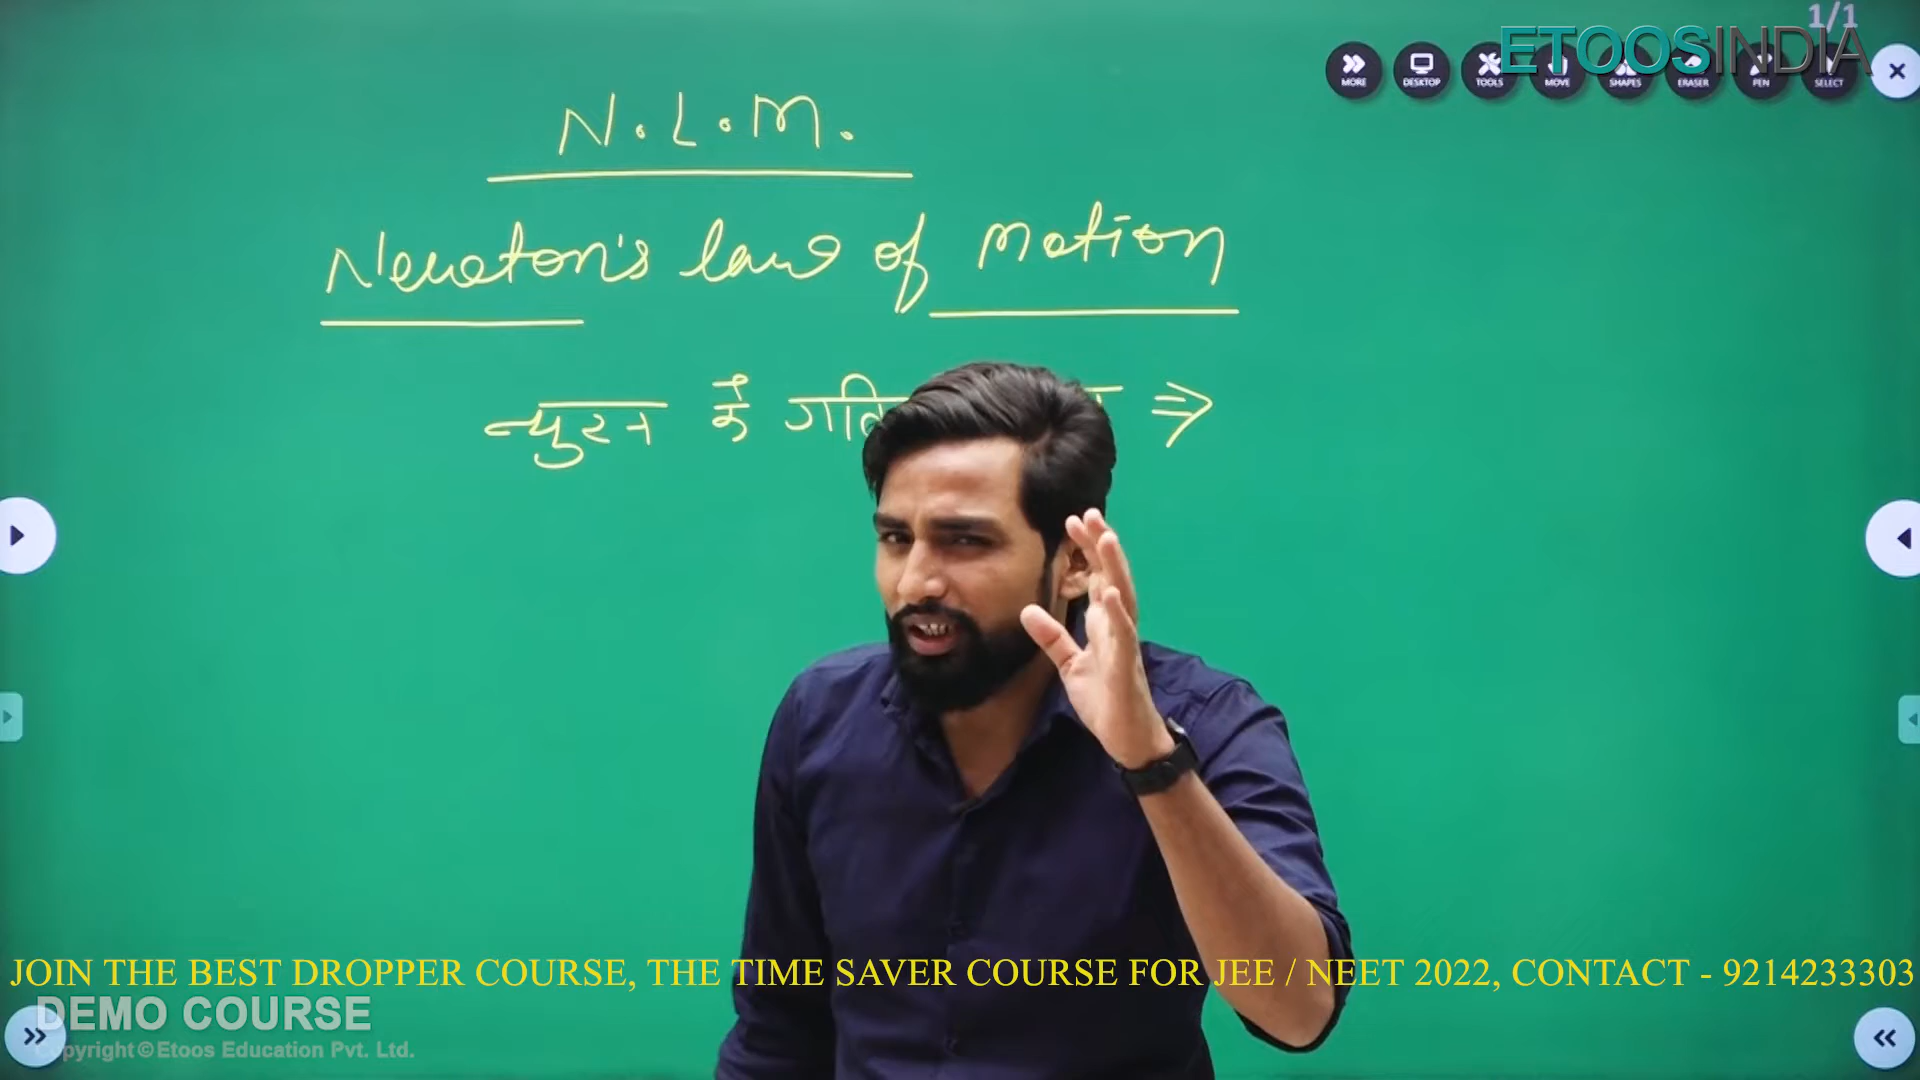 1/1
ETOOSINDIA
MORE DESKTOP TOOLS MOVE SHAPES ERASER PEN SELECT
N.L.M.
Newton's laws of Motion
न्युटन के गति ⇒
JOIN THE BEST DROPPER COURSE, THE TIME SAVER COURSE FOR JEE / NEET 2022, CONTACT - 9214233303
DEMO COURSE
Copyright © Etoos Education Pvt. Ltd.